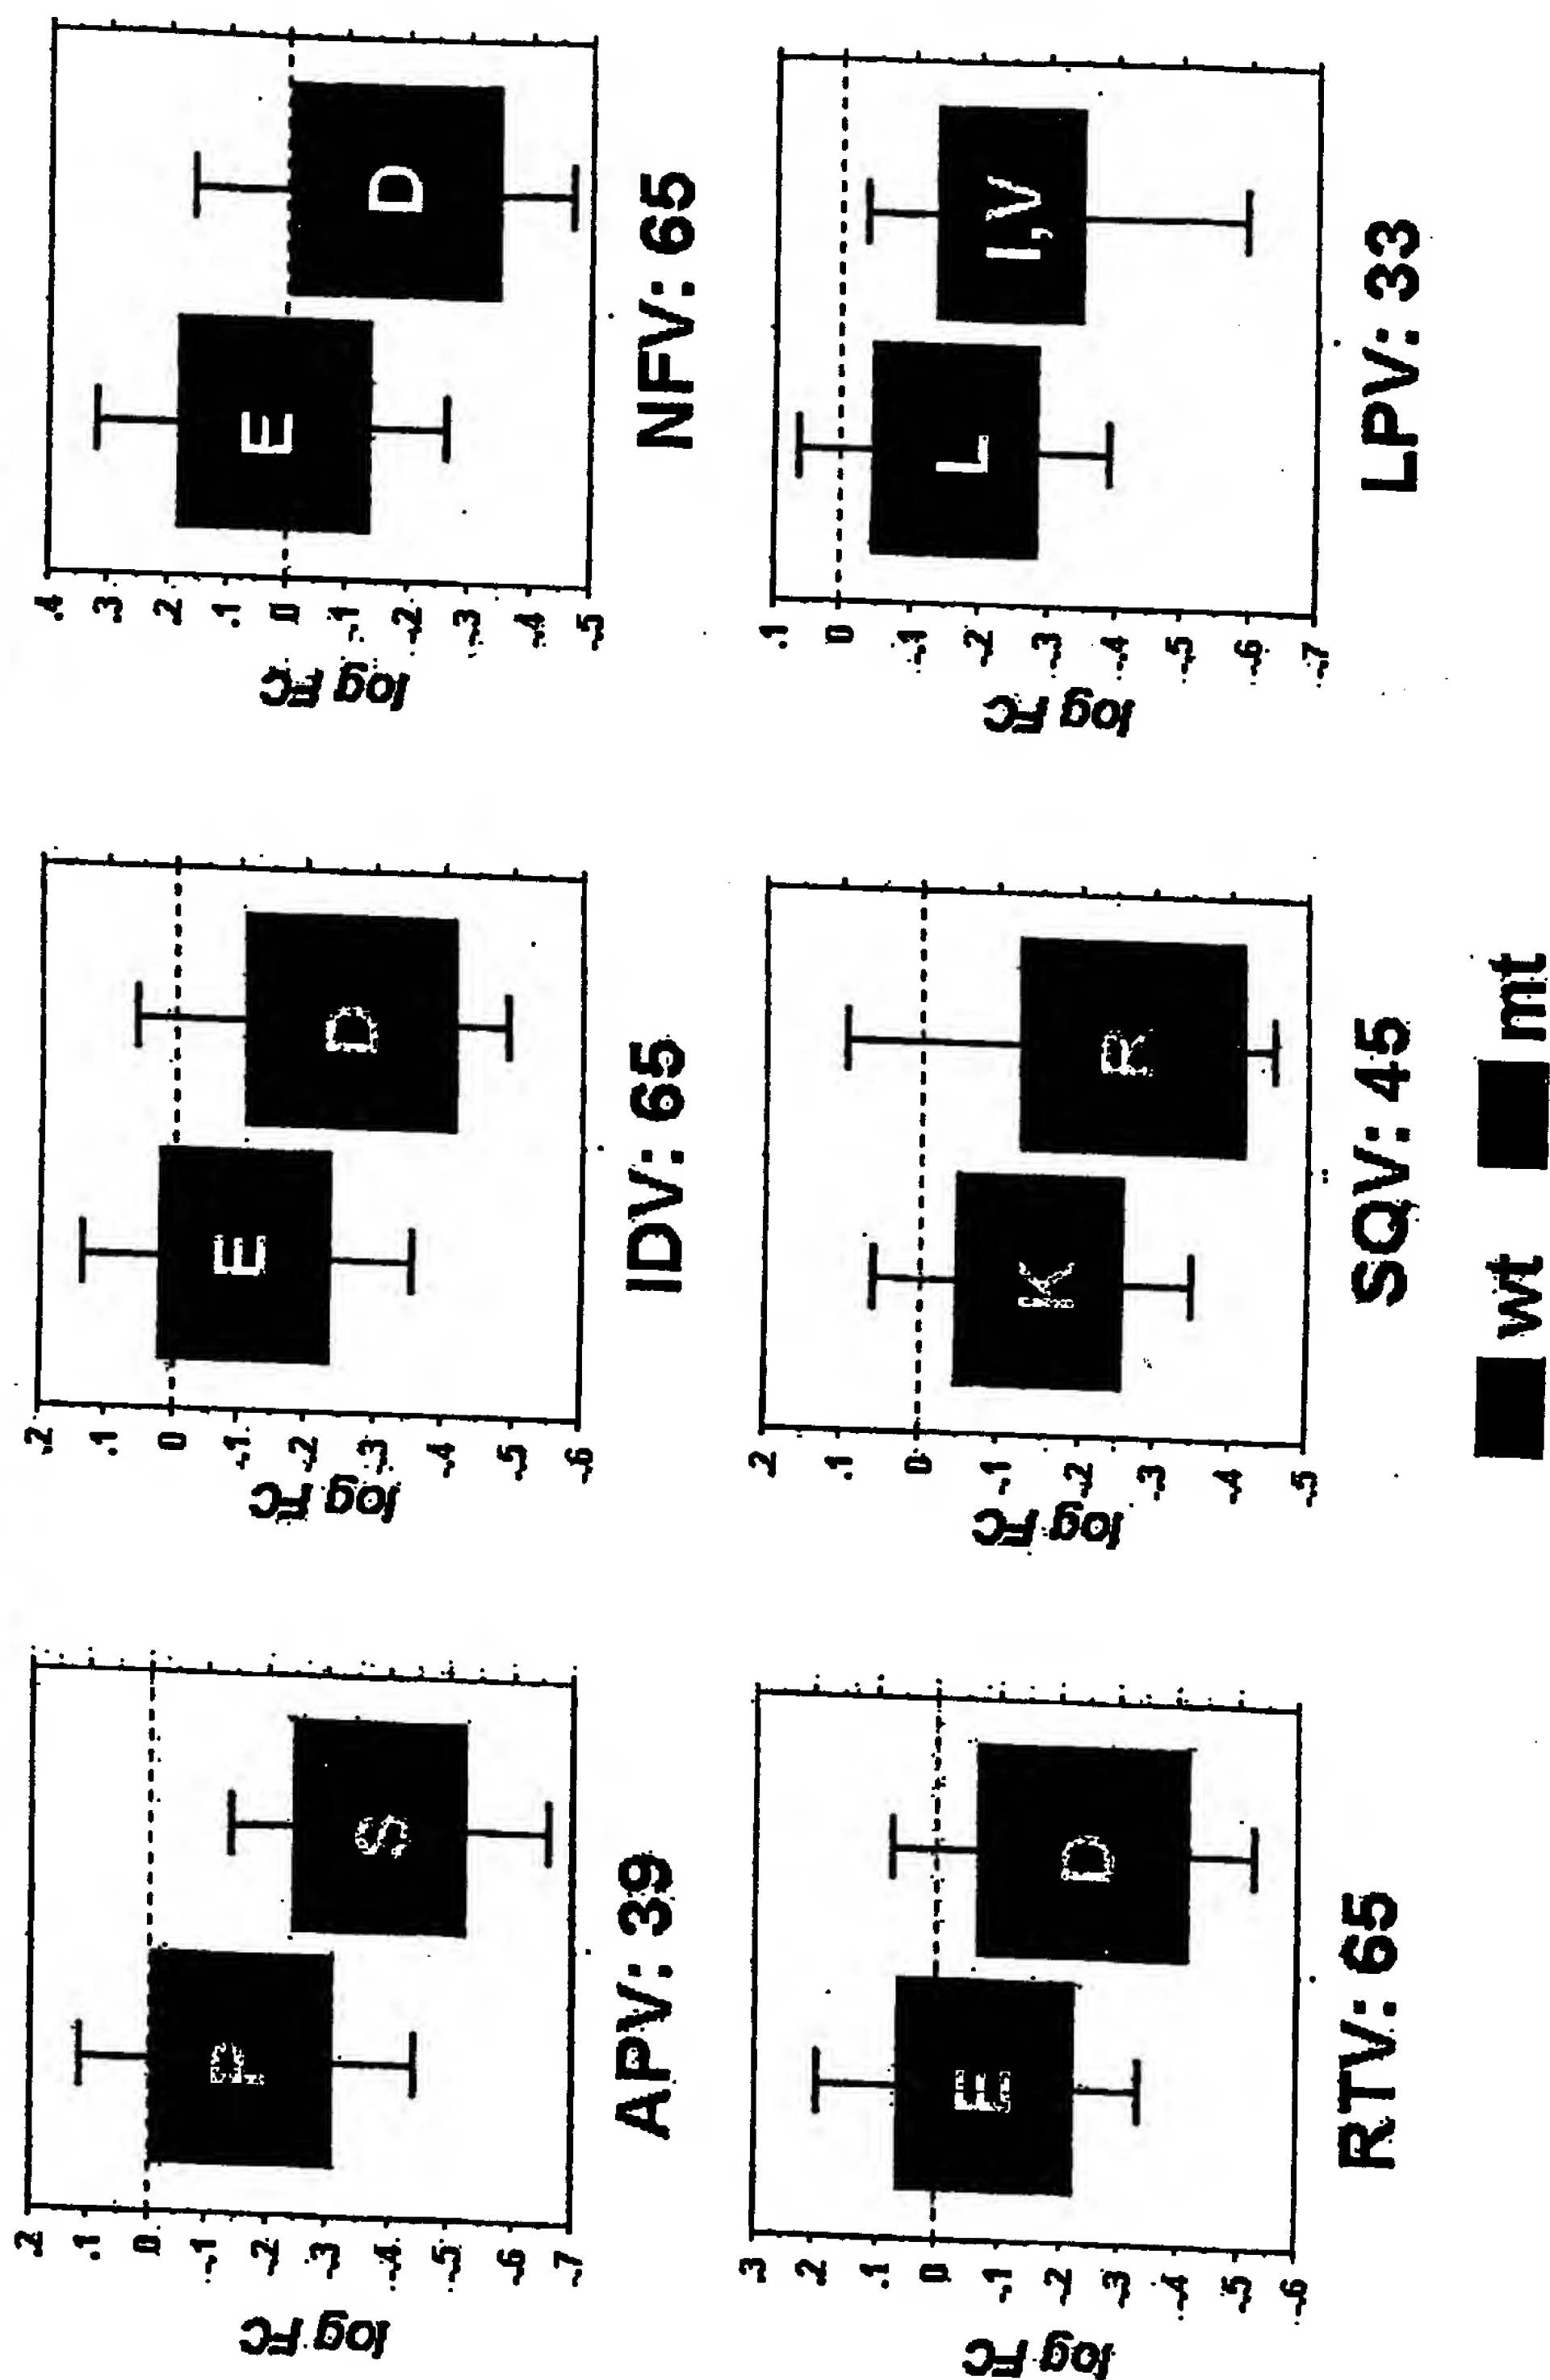 log FC
.2
.1
0
-.1
-.2
-.3
-.4
-.5
-.6
-.7
P
S
APV: 39
log FC
.2
.1
0
-.1
-.2
-.3
-.4
-.5
-.6
E
D
IDV: 65
log FC
.4
.3
.2
.1
0
-.1
-.2
-.3
-.4
-.5
E
D
NFV: 65
log FC
.3
.2
.1
0
-.1
-.2
-.3
-.4
-.5
-.6
E
D
RTV: 65
log FC
.2
.1
0
-.1
-.2
-.3
-.4
-.5
K
R
SQV: 45
log FC
.1
0
-.1
-.2
-.3
-.4
-.5
-.6
-.7
L
I,V
LPV: 33
wt mt